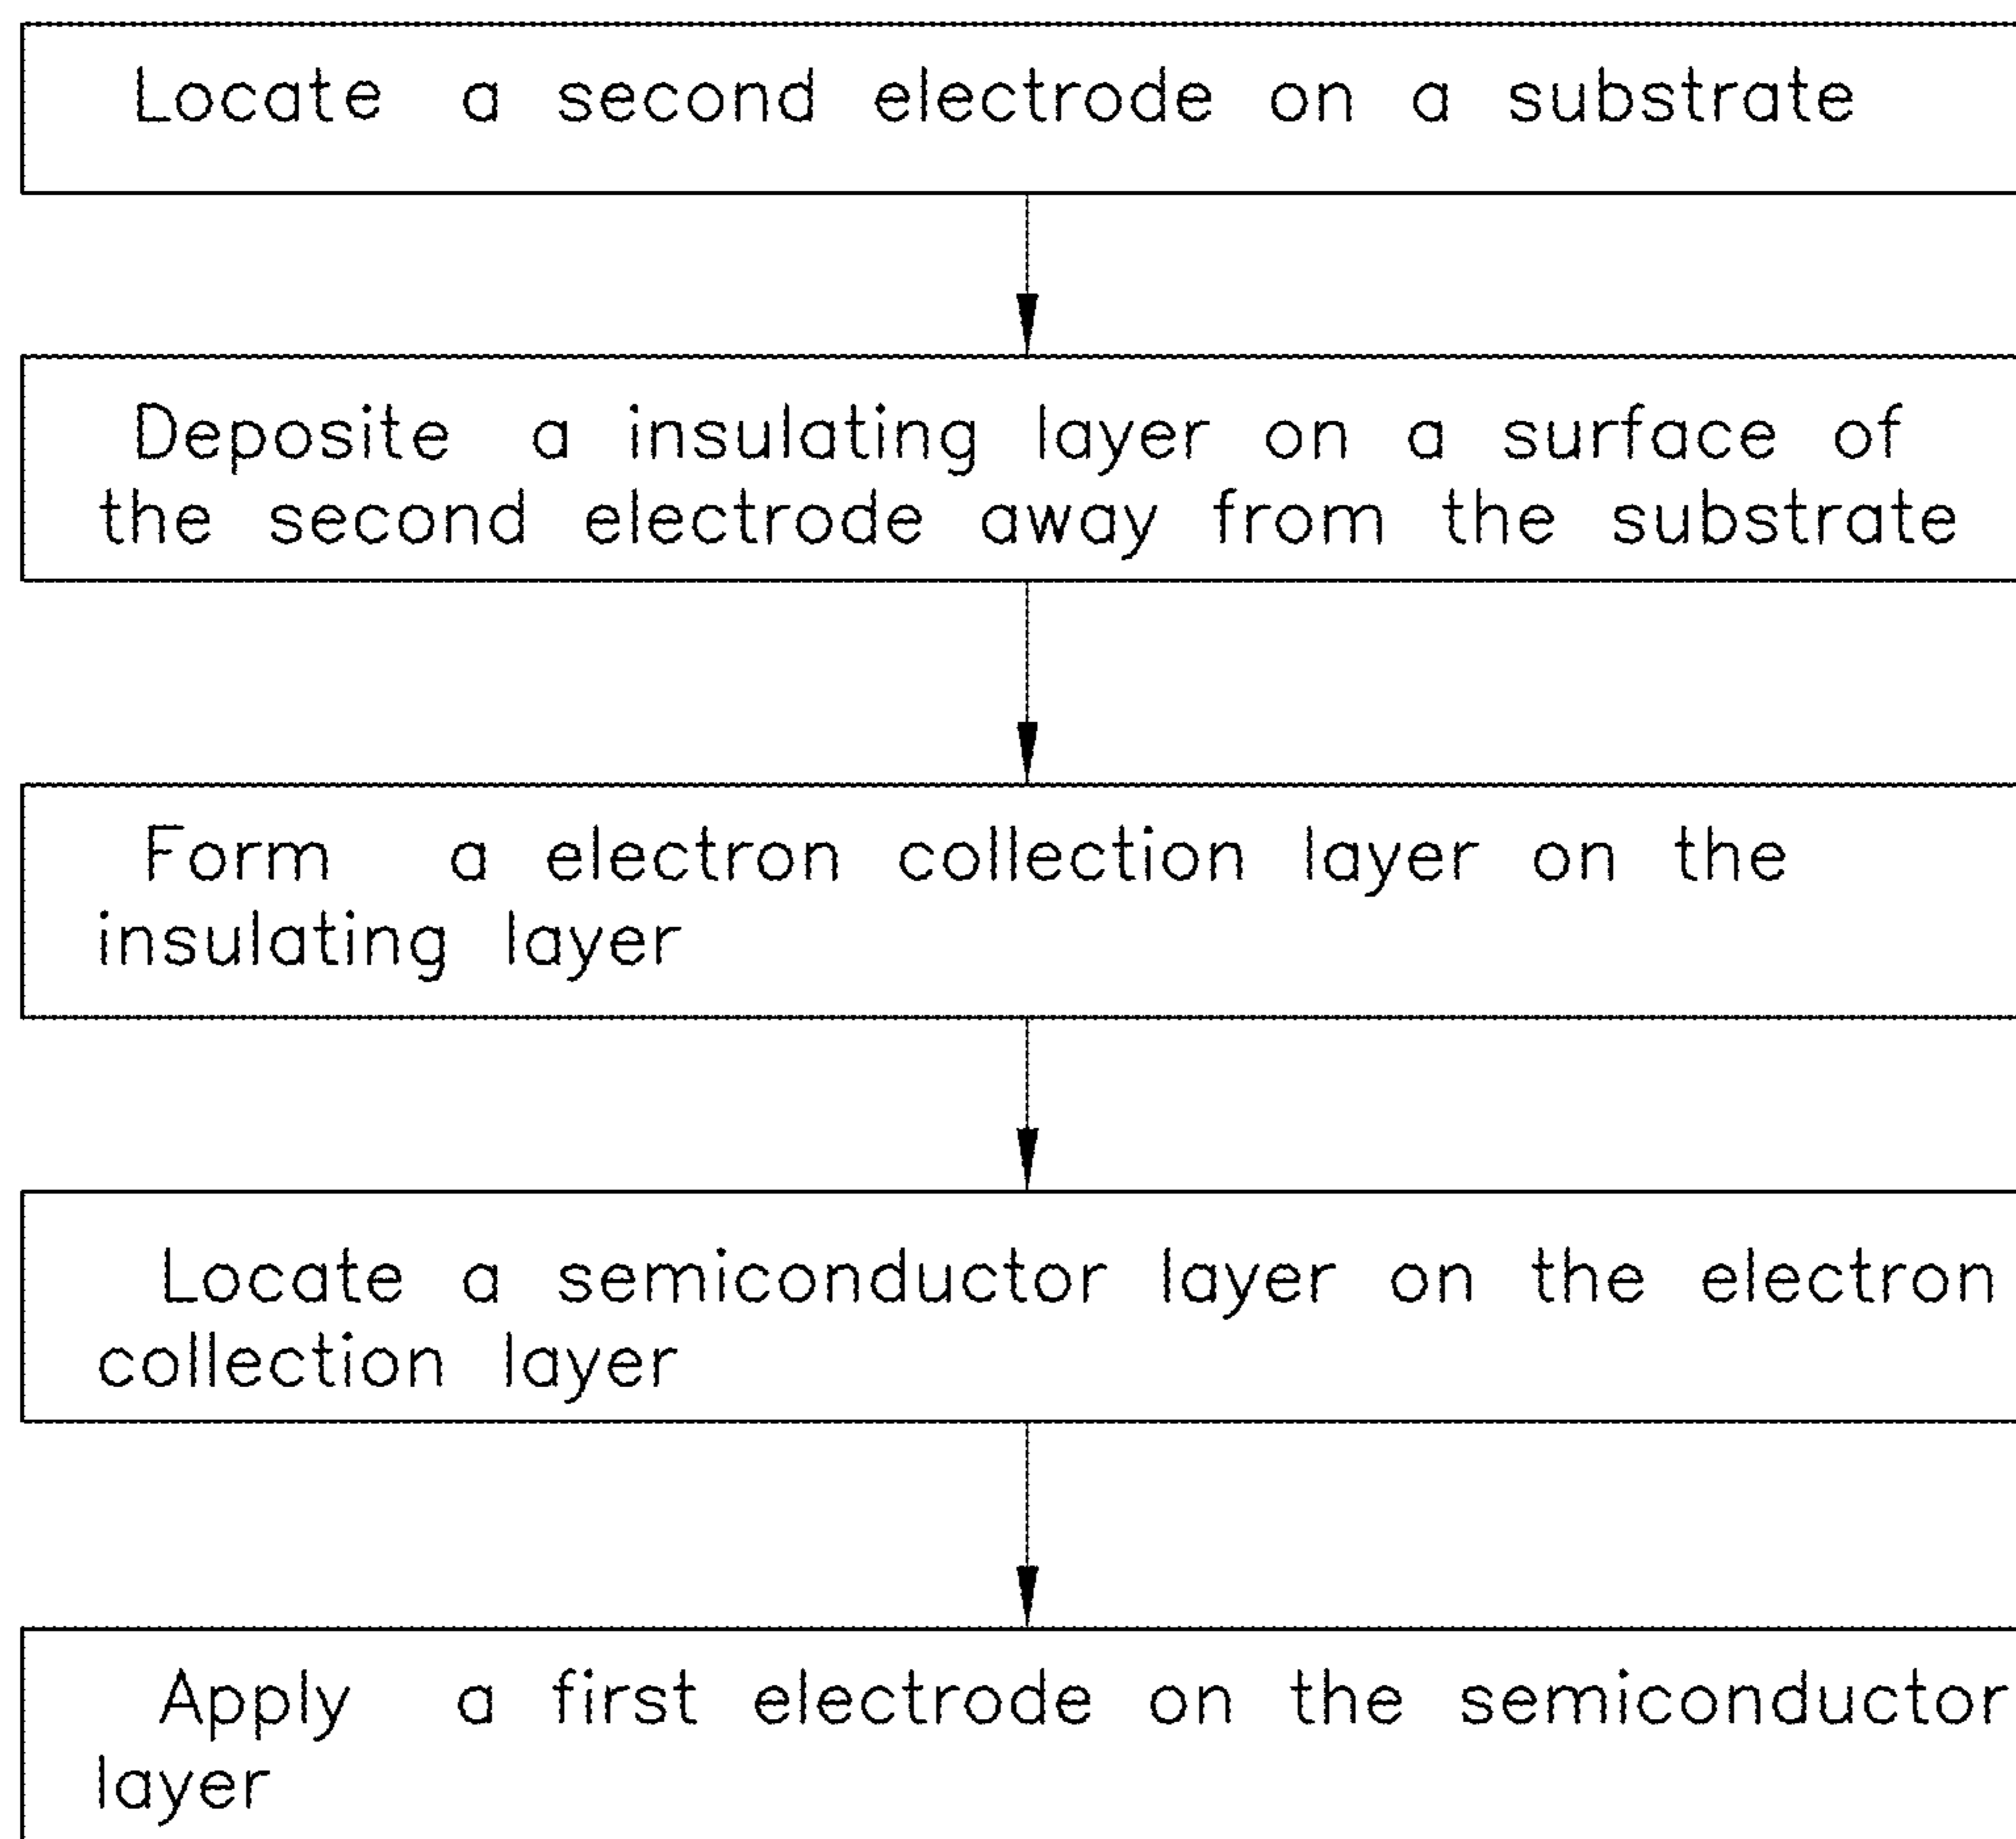 Locate a second electrode on a substrate
Deposite a insulating layer on a surface of
the second electrode away from the substrate
Form a electron collection layer on the
insulating layer
Locate a semiconductor layer on the electron
collection layer
Apply a first electrode on the semiconductor
layer